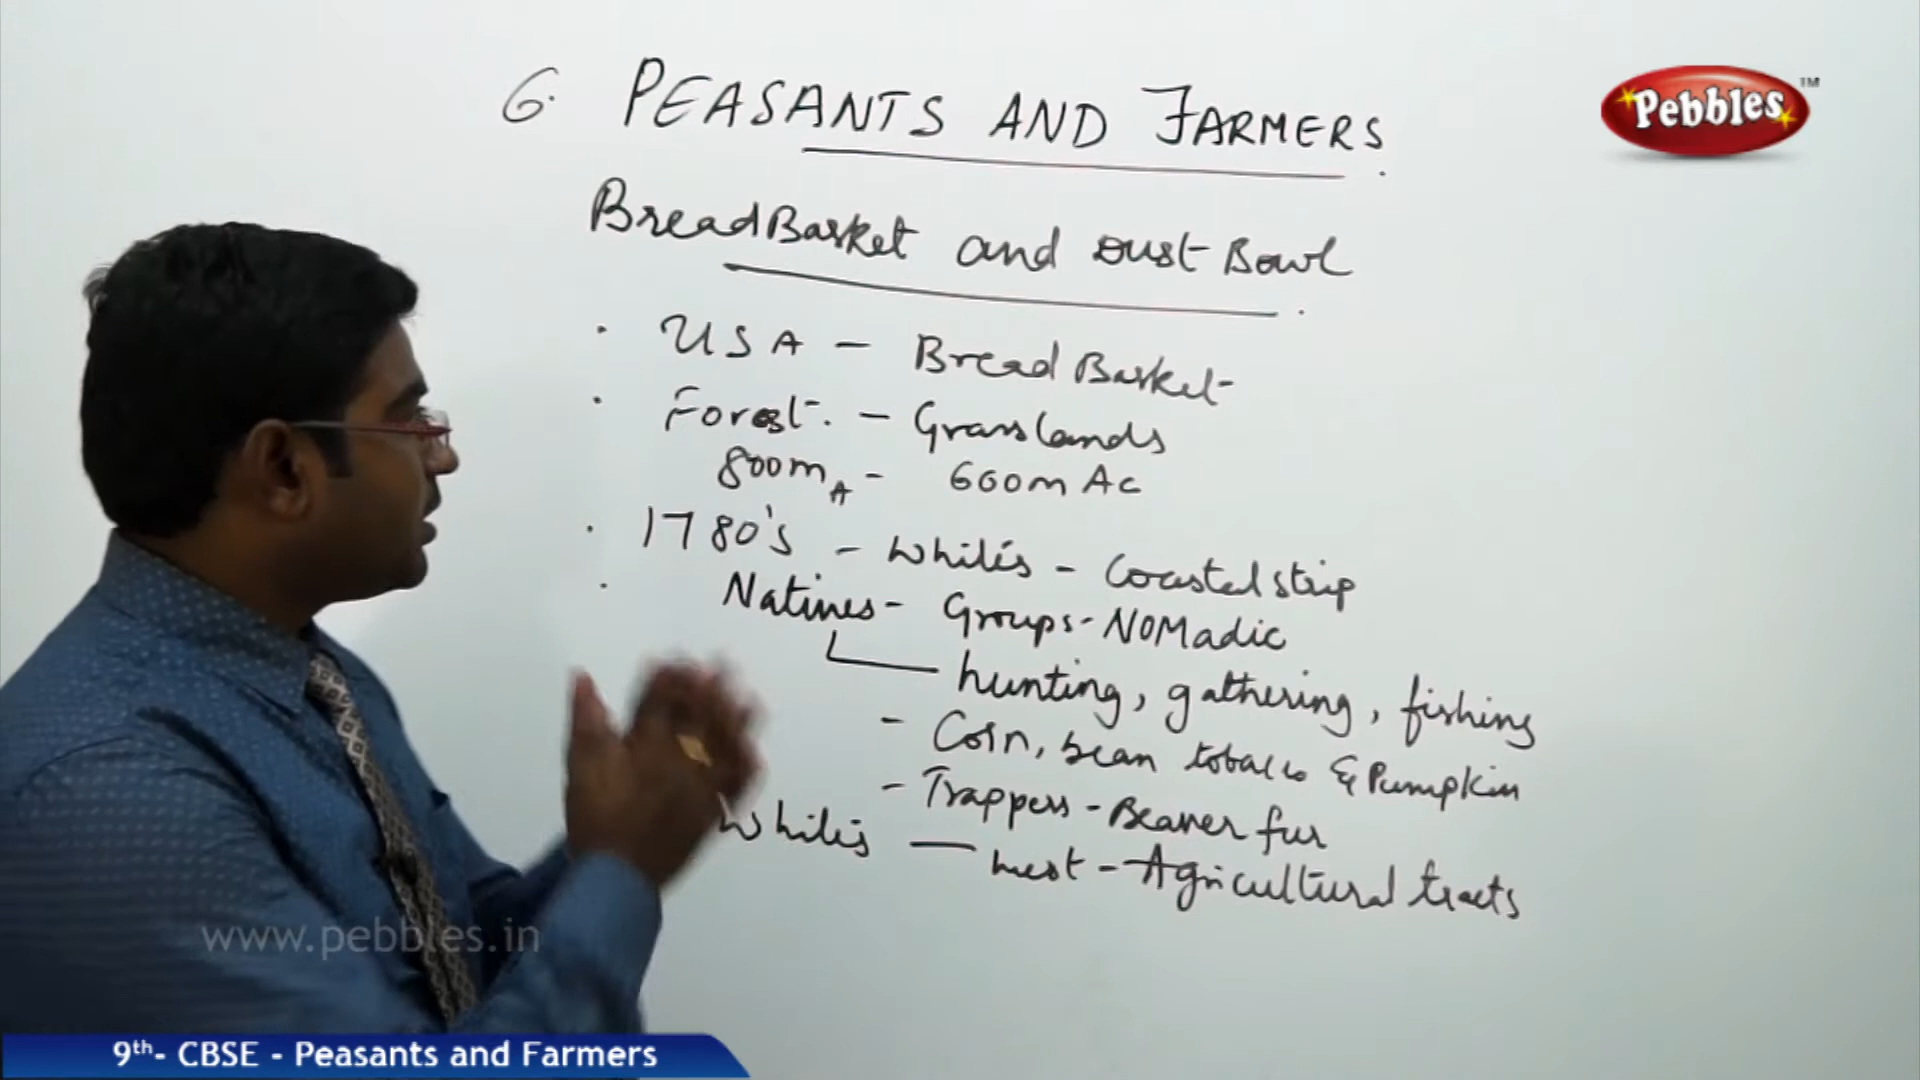 6. PEASANTS AND FARMERS
Pebbles TM
BreadBasket and Dust Bowl
· USA – Bread Basket
· Forest. – Grasslands
800m A – 600m Ac
· 1780's – Whites – Coastal strip
· Natives – Groups - NOMadic
hunting, gathering, fishing
- Corn, bean tobacco & Pumpkin
- Trappers - Beaver fur
Whites — west – Agricultural tracts
www.pebbles.in
9th- CBSE - Peasants and Farmers